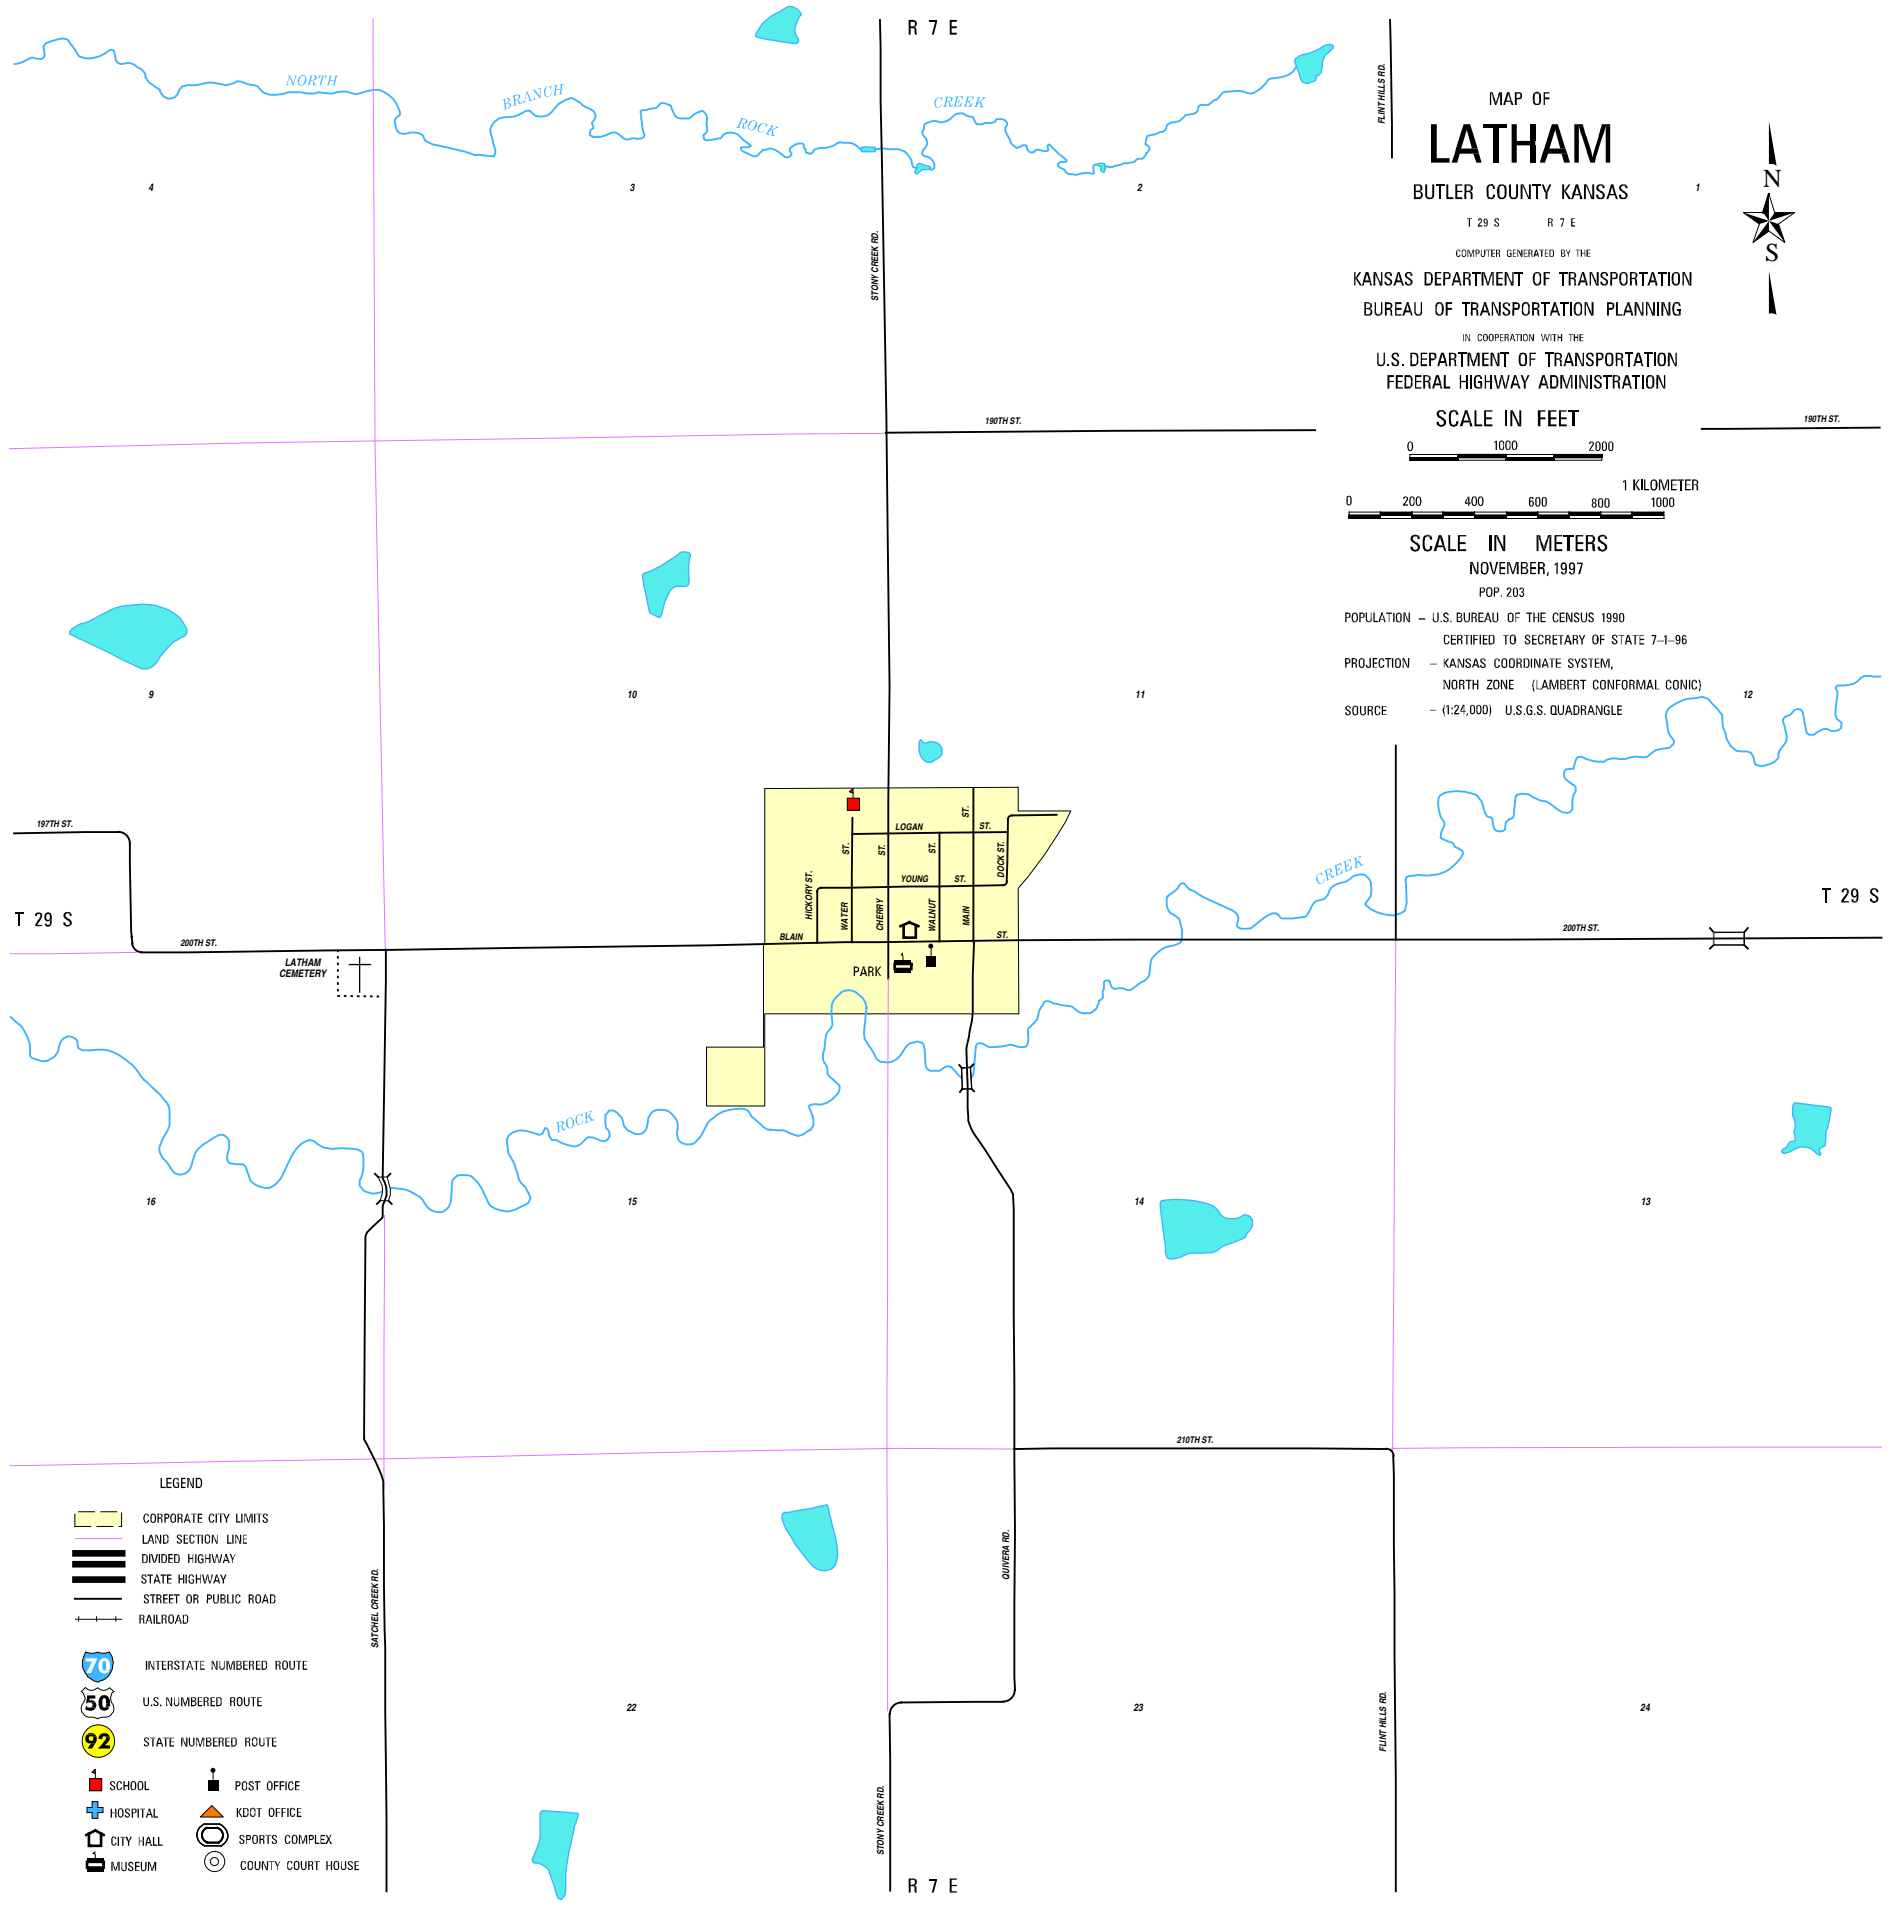 R 7 E
NORTH
BRANCH
ROCK
CREEK
FLINT HILLS RD.
MAP OF
LATHAM
BUTLER COUNTY KANSAS
T 29 S R 7 E
COMPUTER GENERATED BY THE
KANSAS DEPARTMENT OF TRANSPORTATION
BUREAU OF TRANSPORTATION PLANNING
IN COOPERATION WITH THE
U.S. DEPARTMENT OF TRANSPORTATION
FEDERAL HIGHWAY ADMINISTRATION
SCALE IN FEET
0 1000 2000
1 KILOMETER
0 200 400 600 800 1000
SCALE IN METERS
NOVEMBER, 1997
POP. 203
POPULATION – U.S. BUREAU OF THE CENSUS 1990
CERTIFIED TO SECRETARY OF STATE 7–1–96
PROJECTION – KANSAS COORDINATE SYSTEM,
NORTH ZONE (LAMBERT CONFORMAL CONIC)
SOURCE – (1:24,000) U.S.G.S. QUADRANGLE
N
S
4
3
2
1
STONY CREEK RD.
190TH ST.
190TH ST.
9
10
11
12
197TH ST.
LOGAN ST.
ST.
ST.
ST.
ST.
DOCK ST.
YOUNG ST.
HICKORY ST.
WATER
CHERRY
WALNUT
MAIN
CREEK
T 29 S
T 29 S
200TH ST.
BLAIN ST.
200TH ST.
LATHAM
CEMETERY
PARK
ROCK
16
15
14
13
210TH ST.
QUIVERA RD.
SATCHEL CREEK RD.
22
23
24
FLINT HILLS RD.
STONY CREEK RD.
R 7 E
LEGEND
CORPORATE CITY LIMITS
LAND SECTION LINE
DIVIDED HIGHWAY
STATE HIGHWAY
STREET OR PUBLIC ROAD
RAILROAD
70 INTERSTATE NUMBERED ROUTE
50 U.S. NUMBERED ROUTE
92 STATE NUMBERED ROUTE
SCHOOL POST OFFICE
HOSPITAL KDOT OFFICE
CITY HALL SPORTS COMPLEX
MUSEUM COUNTY COURT HOUSE